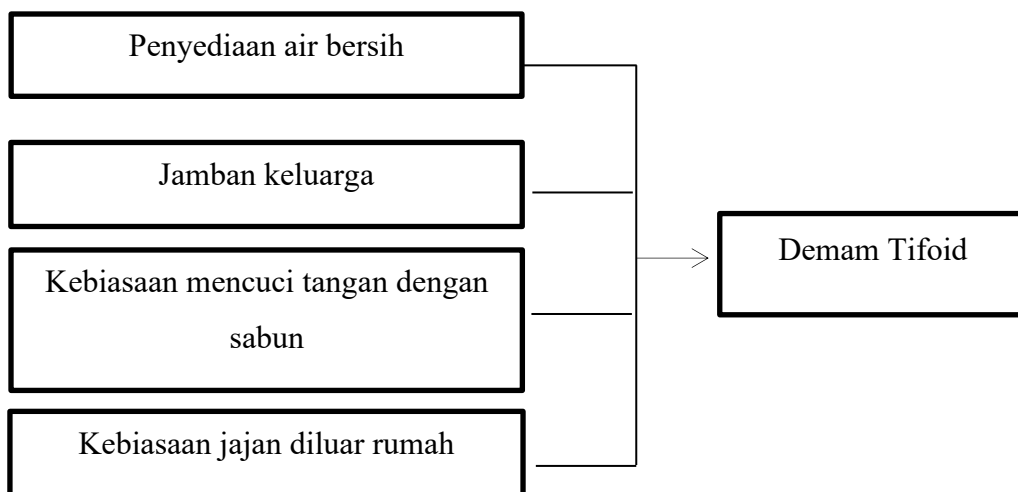 Penyediaan air bersih
Jamban keluarga
Kebiasaan mencuci tangan dengan
sabun
Kebiasaan jajan diluar rumah
Demam Tifoid